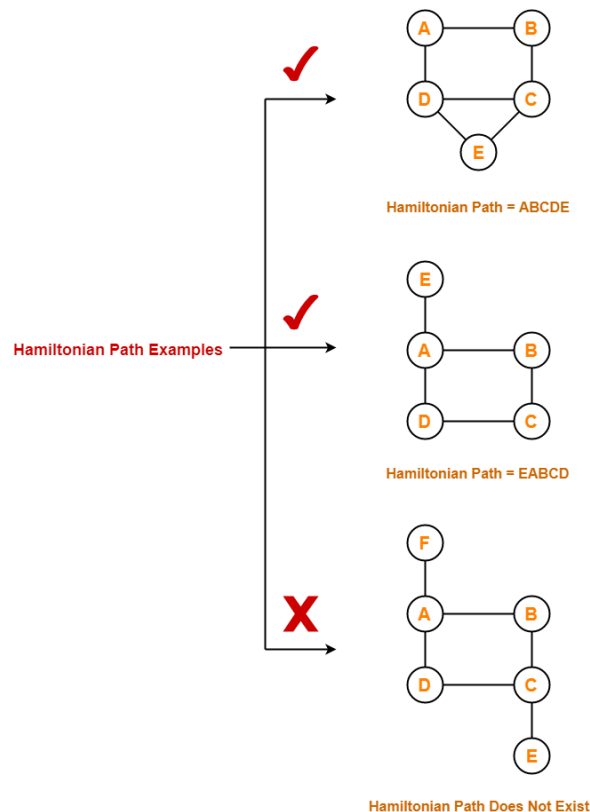 A B
D C
E
Hamiltonian Path = ABCDE
E
Hamiltonian Path Examples
A B
D C
Hamiltonian Path = EABCD
F
X
A B
D C
E
Hamiltonian Path Does Not Exist